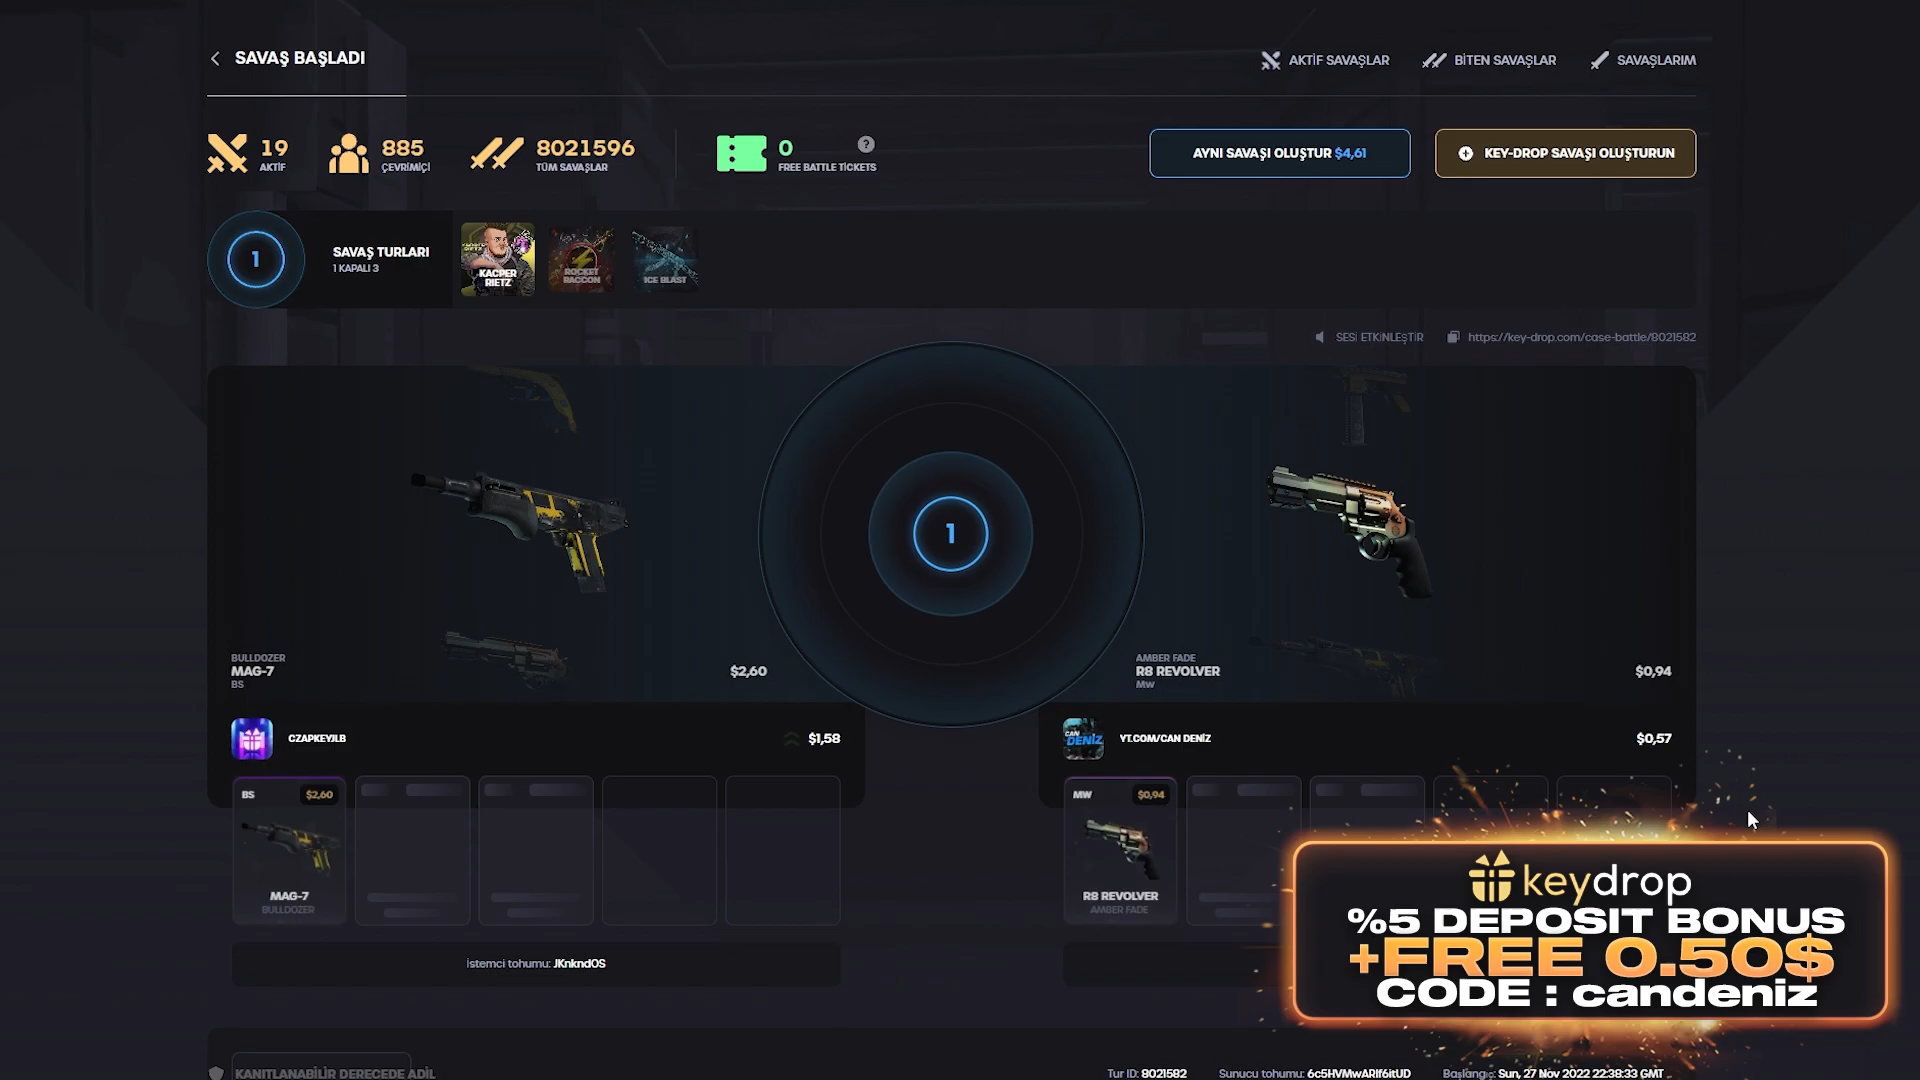 SAVAŞ BAŞLADI
AKTİF SAVAŞLAR
BİTEN SAVAŞLAR
SAVAŞLARIM
19
AKTİF
885
ÇEVRİMİÇİ
8021596
TÜM SAVAŞLAR
0
?
FREE BATTLE TICKETS
AYNI SAVAŞI OLUŞTUR $4,61
KEY-DROP SAVAŞI OLUŞTURUN
1
SAVAŞ TURLARI
1 KAPALI 3
KACPER
RIETZ
ROCKET
RACCON
ICE BLAST
SESİ ETKİNLEŞTİR
https://key-drop.com/case-battle/8021582
1
BULLDOZER
MAG-7
BS
$2,60
AMBER FADE
R8 REVOLVER
MW
$0,94
CZAPKEYJLB
$1,58
CAN
DENİZ
YT.COM/CAN DENİZ
$0,57
BS
$2,60
MAG-7
BULLDOZER
MW
$0,94
R8 REVOLVER
AMBER FADE
İstemci tohumu: JKnkndOS
keydrop
%5 DEPOSIT BONUS
+FREE 0.50$
CODE : candeniz
KANITLANABİLİR DERECEDE ADİL
Tur ID: 8021582
Sunucu tohumu: 6c5HVMwARIf6itUD
Sun, 27 Nov 2022 22:38:33 GMT